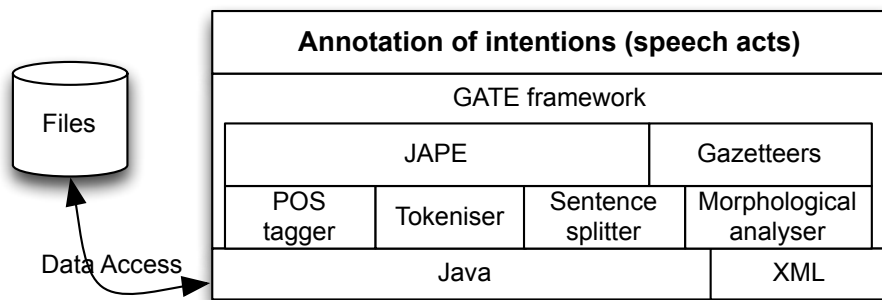 Annotation of intentions (speech acts)
GATE framework
Files
JAPE
Gazetteers
POS
tagger
Tokeniser
Sentence
splitter
Morphological
analyser
Data Access
Java
XML